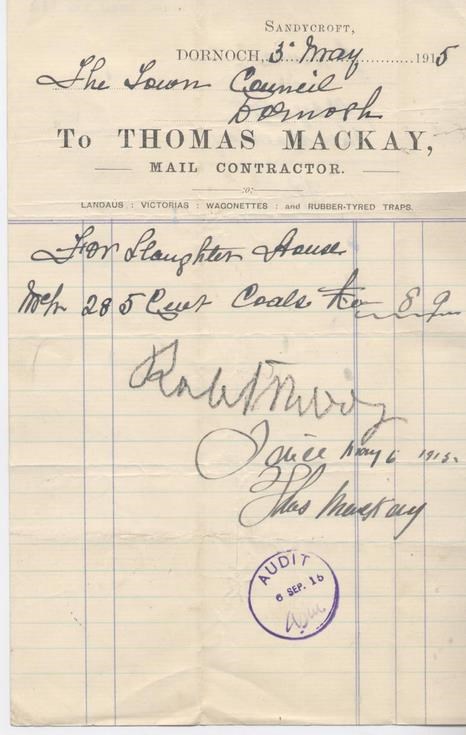 SANDYCROFT,
DORNOCH, 3d May 1915
The Town Council
Dornoch
To THOMAS MACKAY,
MAIL CONTRACTOR.
:o:
LANDAUS : VICTORIAS : WAGONETTES : and RUBBER-TYRED TRAPS.
For Slaughter House
Mch 28 5 Cwt Coals 8 9
May 6 1915
Thos Mackay
AUDIT
6 SEP. 15